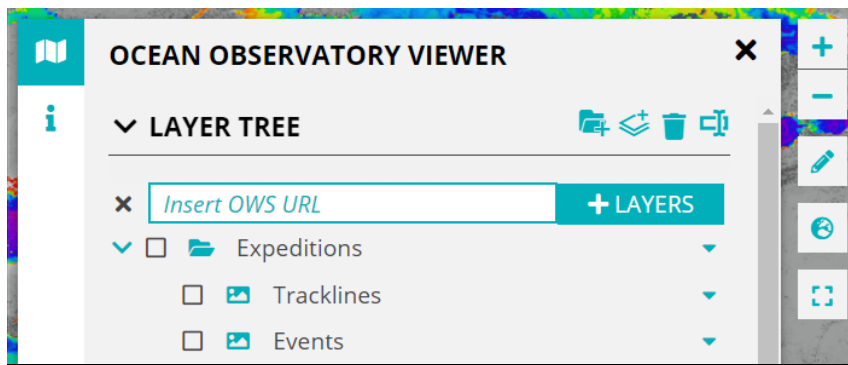 OCEAN OBSERVATORY VIEWER
LAYER TREE
Insert OWS URL
+ LAYERS
Expeditions
Tracklines
Events